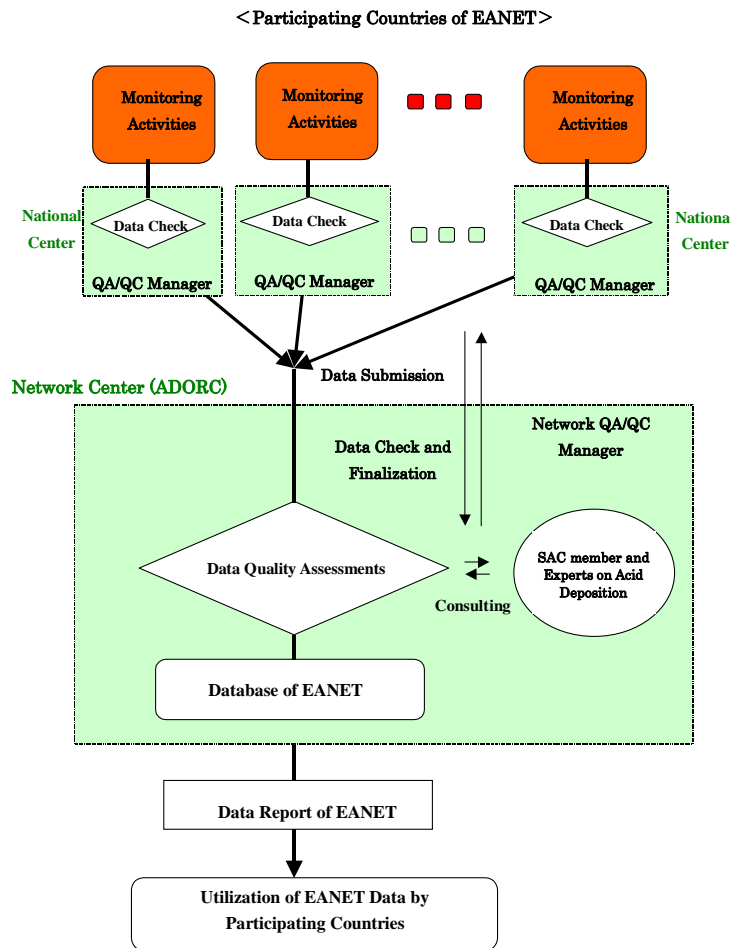 <Participating Countries of EANET>
Monitoring
Activities
Monitoring
Activities
Monitoring
Activities
National
Center
Data Check
QA/QC Manager
Data Check
QA/QC Manager
Data Check
QA/QC Manager
Nationa
Center
Data Submission
Network Center (ADORC)
Data Check and
Finalization
Network QA/QC
Manager
Data Quality Assessments
Consulting
SAC member and
Experts on Acid
Deposition
Database of EANET
Data Report of EANET
Utilization of EANET Data by
Participating Countries